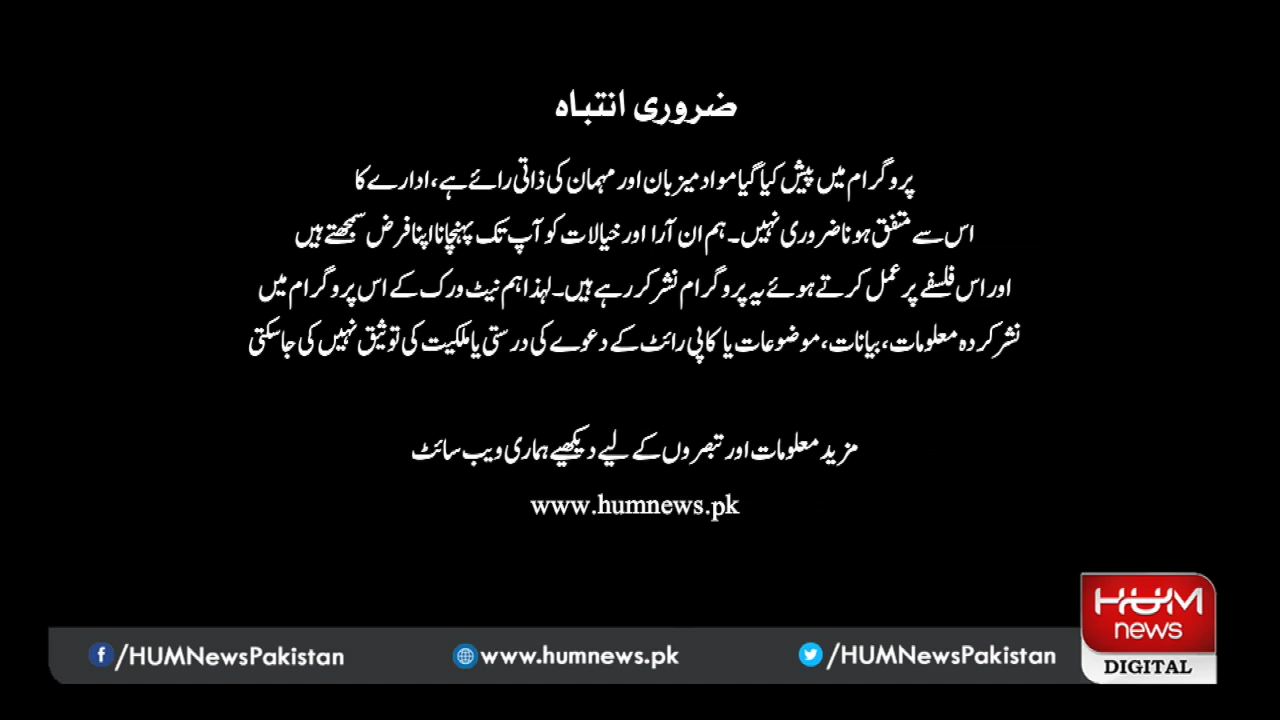 ضروری انتباہ
پروگرام میں پیش کیا گیا مواد میزبان اور مہمان کی ذاتی رائے ہے، ادارے کا
اس سے متفق ہونا ضروری نہیں۔ ہم ان آرا اور خیالات کو آپ تک پہنچانا اپنا فرض سمجھتے ہیں
اور اس فلسفے پر عمل کرتے ہوئے یہ پروگرام نشر کر رہے ہیں۔ لہذا ہم نیٹ ورک کے اس پروگرام میں
نشر کردہ معلومات، بیانات، موضوعات یا کاپی رائٹ کے دعوے کی درستی یا ملکیت کی توثیق نہیں کی جا سکتی
مزید معلومات اور تبصروں کے لیے دیکھیے ہماری ویب سائٹ
www.humnews.pk
HUM
news
DIGITAL
/HUMNewsPakistan www.humnews.pk /HUMNewsPakistan